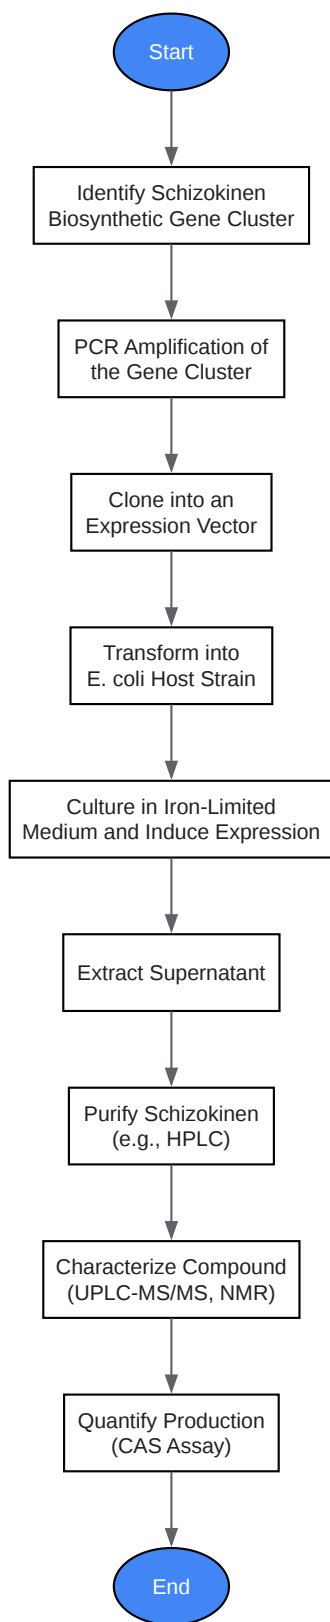 Start
Identify Schizokinen
Biosynthetic Gene Cluster
PCR Amplification of
the Gene Cluster
Clone into an
Expression Vector
Transform into
E. coli Host Strain
Culture in Iron-Limited
Medium and Induce Expression
Extract Supernatant
Purify Schizokinen
(e.g., HPLC)
Characterize Compound
(UPLC-MS/MS, NMR)
Quantify Production
(CAS Assay)
End